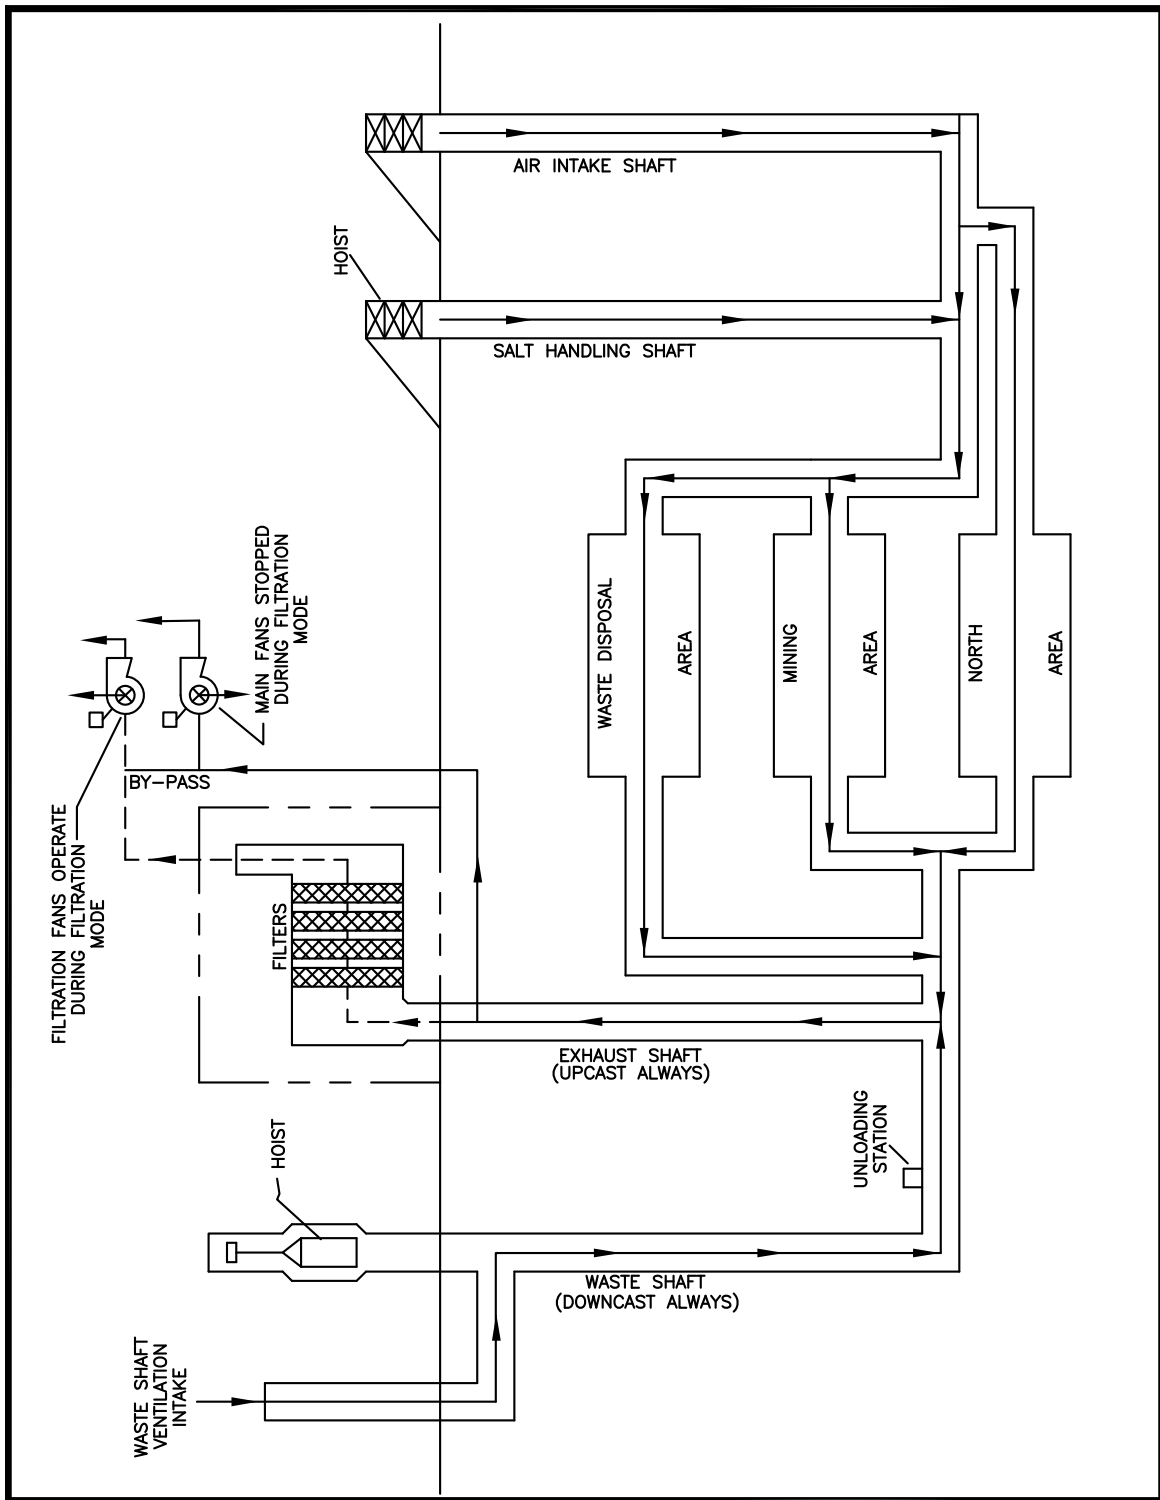 AIR INTAKE SHAFT
HOIST
SALT HANDLING SHAFT
MAIN FANS STOPPED
DURING FILTRATION
MODE
WASTE DISPOSAL
AREA
MINING
AREA
NORTH
AREA
BY-PASS
FILTRATION FANS OPERATE
DURING FILTRATION
MODE
FILTERS
EXHAUST SHAFT
(UPCAST ALWAYS)
UNLOADING
STATION
HOIST
WASTE SHAFT
(DOWNCAST ALWAYS)
WASTE SHAFT
VENTILATION
INTAKE